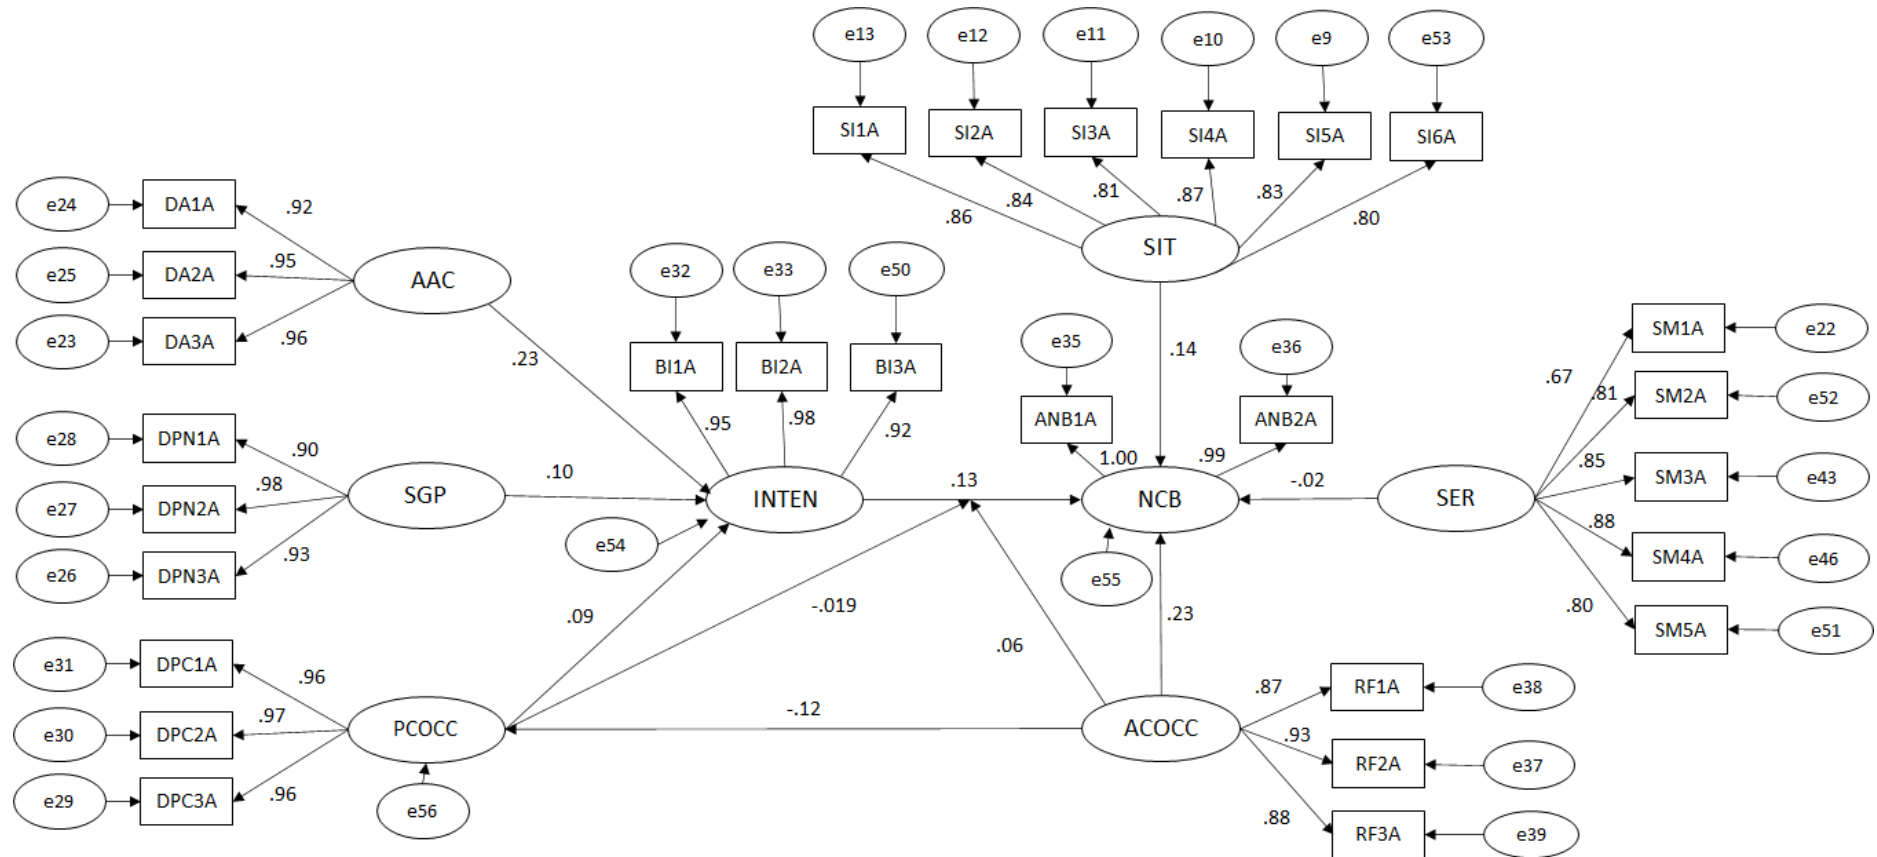 e13
e12
e11
e10
e9
e53
SI1A
SI2A
SI3A
SI4A
SI5A
SI6A
.86
.84
.81
.87
.83
.80
SIT
e24
DA1A
.92
e25
DA2A
.95
e23
DA3A
.96
AAC
.23
e32
e33
e50
BI1A
BI2A
BI3A
.95
.98
.92
e35
e36
ANB1A
ANB2A
1.00
.99
.14
SM1A
e22
.67
SM2A
e52
.81
SM3A
e43
.85
SM4A
e46
.88
SM5A
e51
.80
e28
DPN1A
.90
e27
DPN2A
.98
e26
DPN3A
.93
SGP
.10
INTEN
.13
NCB
-.02
SER
e54
e55
.09
-.019
.06
.23
e31
DPC1A
.96
e30
DPC2A
.97
e29
DPC3A
.96
PCOCC
-.12
ACOCC
e56
.87
RF1A
e38
.93
RF2A
e37
.88
RF3A
e39